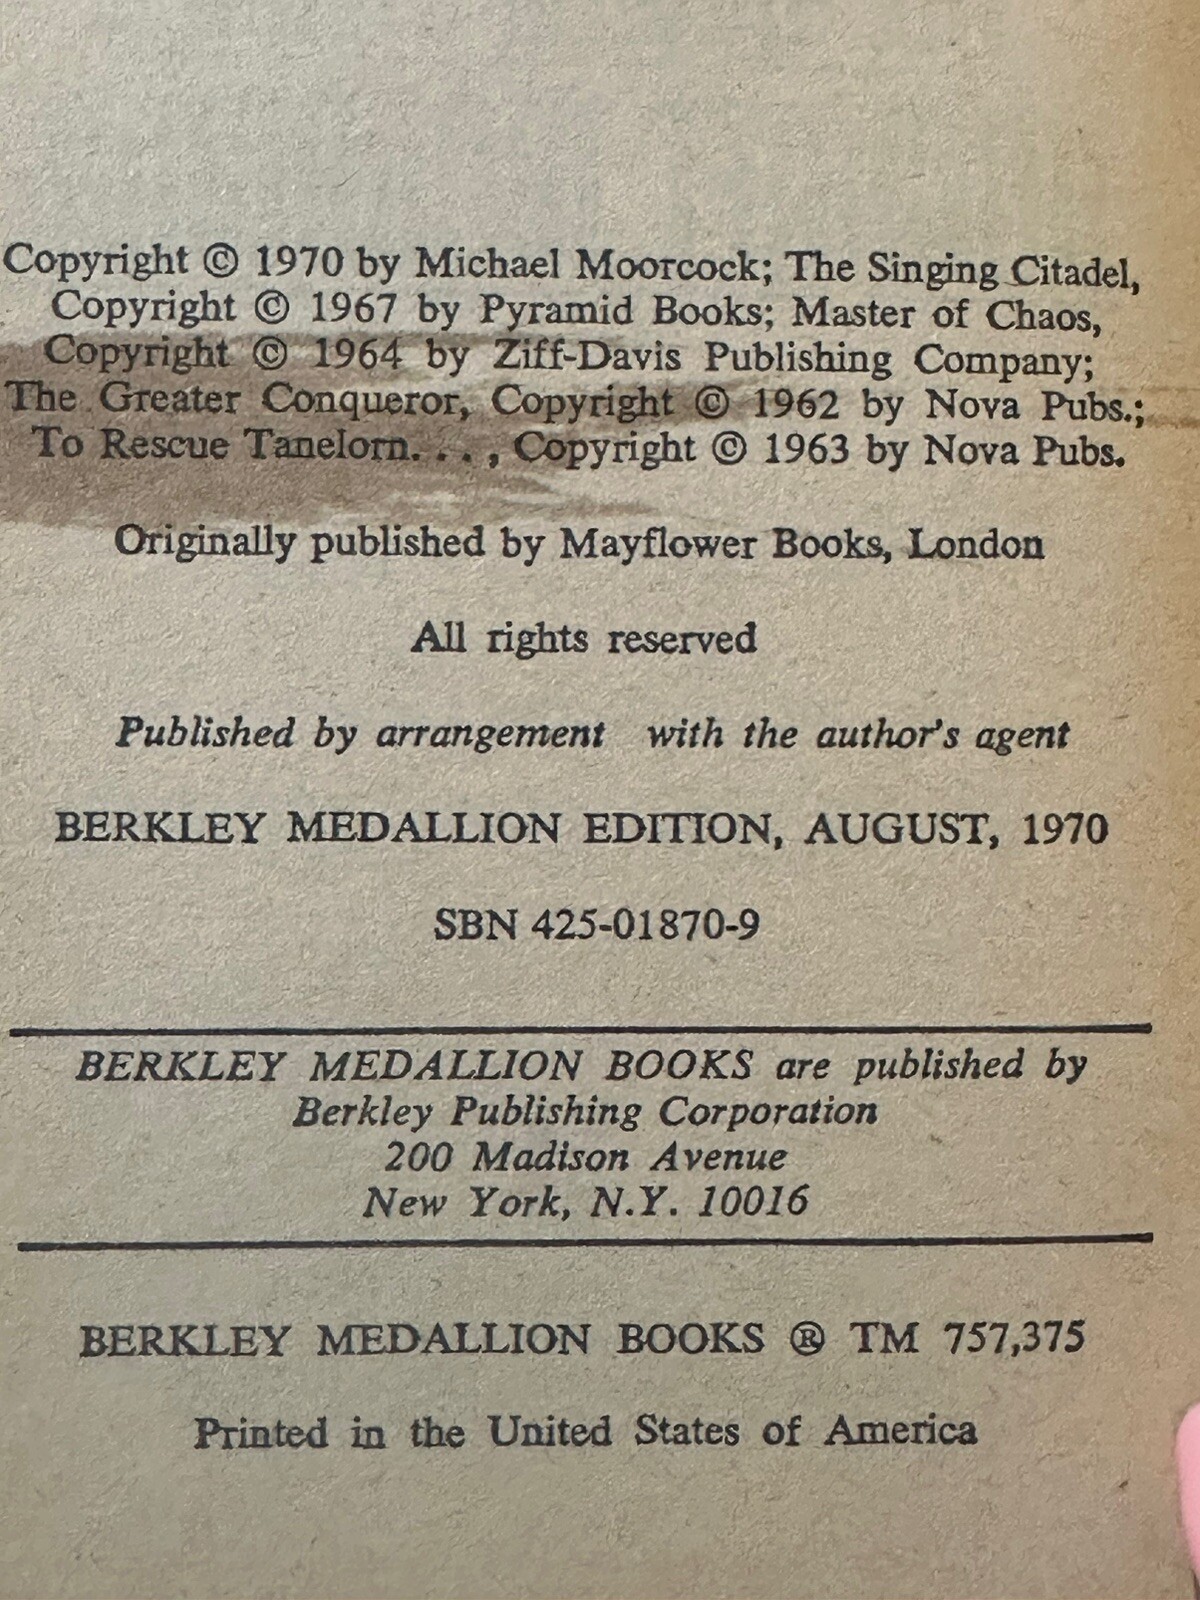 Copyright © 1970 by Michael Moorcock; The Singing Citadel,
Copyright © 1967 by Pyramid Books; Master of Chaos,
Copyright © 1964 by Ziff-Davis Publishing Company;
The Greater Conqueror, Copyright © 1962 by Nova Pubs.;
To Rescue Tanelorn. . . , Copyright © 1963 by Nova Pubs.
Originally published by Mayflower Books, London
All rights reserved
Published by arrangement with the author's agent
BERKLEY MEDALLION EDITION, AUGUST, 1970
SBN 425-01870-9
BERKLEY MEDALLION BOOKS are published by
Berkley Publishing Corporation
200 Madison Avenue
New York, N.Y. 10016
BERKLEY MEDALLION BOOKS ® TM 757,375
Printed in the United States of America